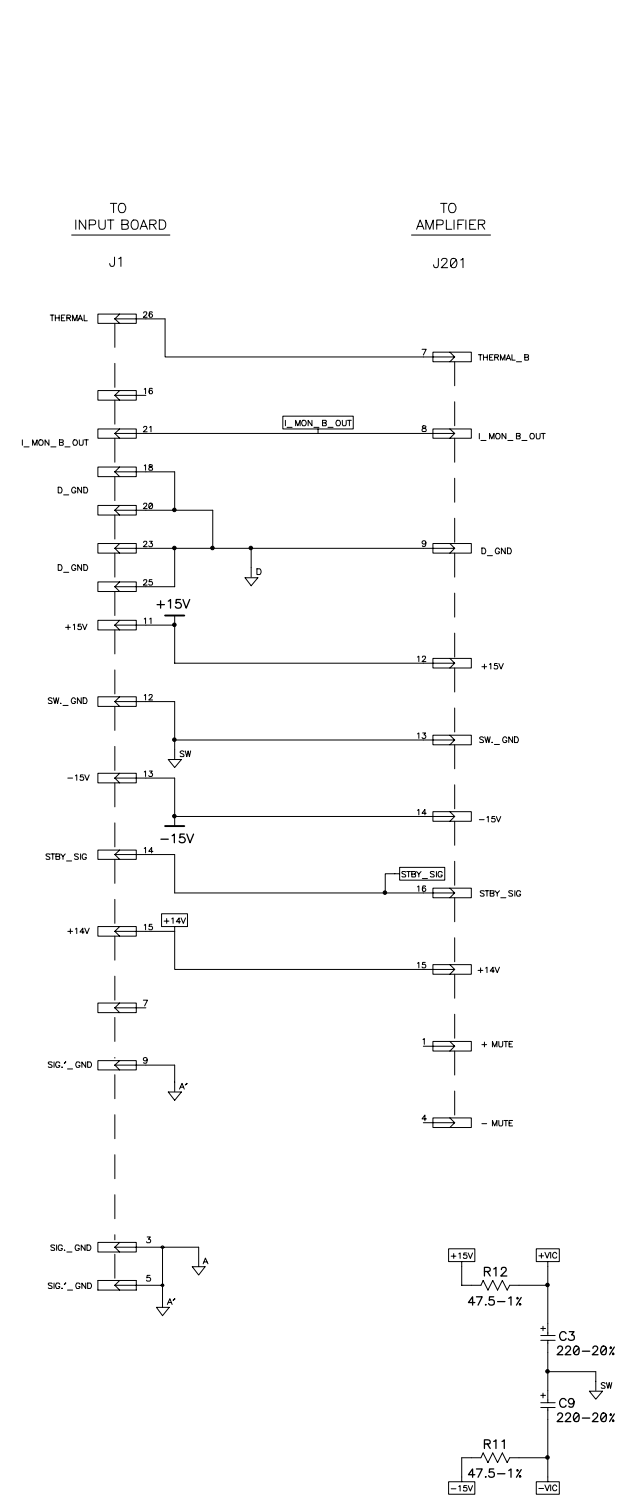 TO
INPUT BOARD
J1
TO
AMPLIFIER
J201
THERMAL 26
7 THERMAL_B
16
I_MON_B_OUT 21 I_MON_B_OUT 8 I_MON_B_OUT
18
D_GND
20
23 9 D_GND
D D_GND
25
+15V
+15V 11
12 +15V
SW._GND 12
13 SW._GND
SW
-15V 13
14 -15V
-15V
STBY_SIG 14
STBY_SIG
16 STBY_SIG
+14V
+14V 15
15 +14V
7
1 + MUTE
SIG.'_GND 9
A'
4 - MUTE
SIG._GND 3
A
SIG.'_GND 5
A'
+15V +VIC
R12
47.5-1%
+ C3
220-20%
SW
+ C9
220-20%
R11
47.5-1%
-15V -VIC